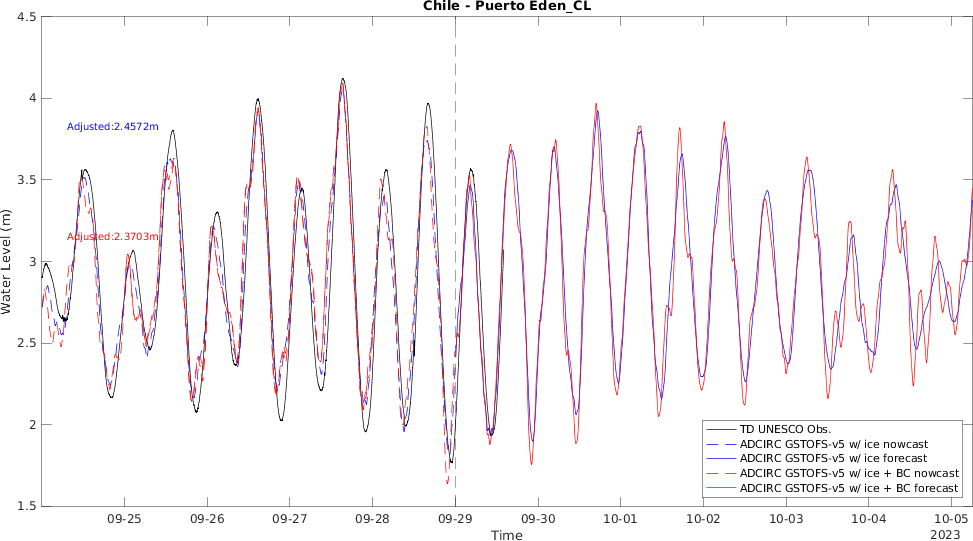 Chile - Puerto Eden_CL
4.5
4
3.5
3
2.5
2
1.5
Water Level (m)
Adjusted:2.4572m
Adjusted:2.3703m
TD UNESCO Obs.
ADCIRC GSTOFS-v5 w/ ice nowcast
ADCIRC GSTOFS-v5 w/ ice forecast
ADCIRC GSTOFS-v5 w/ ice + BC nowcast
ADCIRC GSTOFS-v5 w/ ice + BC forecast
09-25 09-26 09-27 09-28 09-29 09-30 10-01 10-02 10-03 10-04 10-05
Time
2023